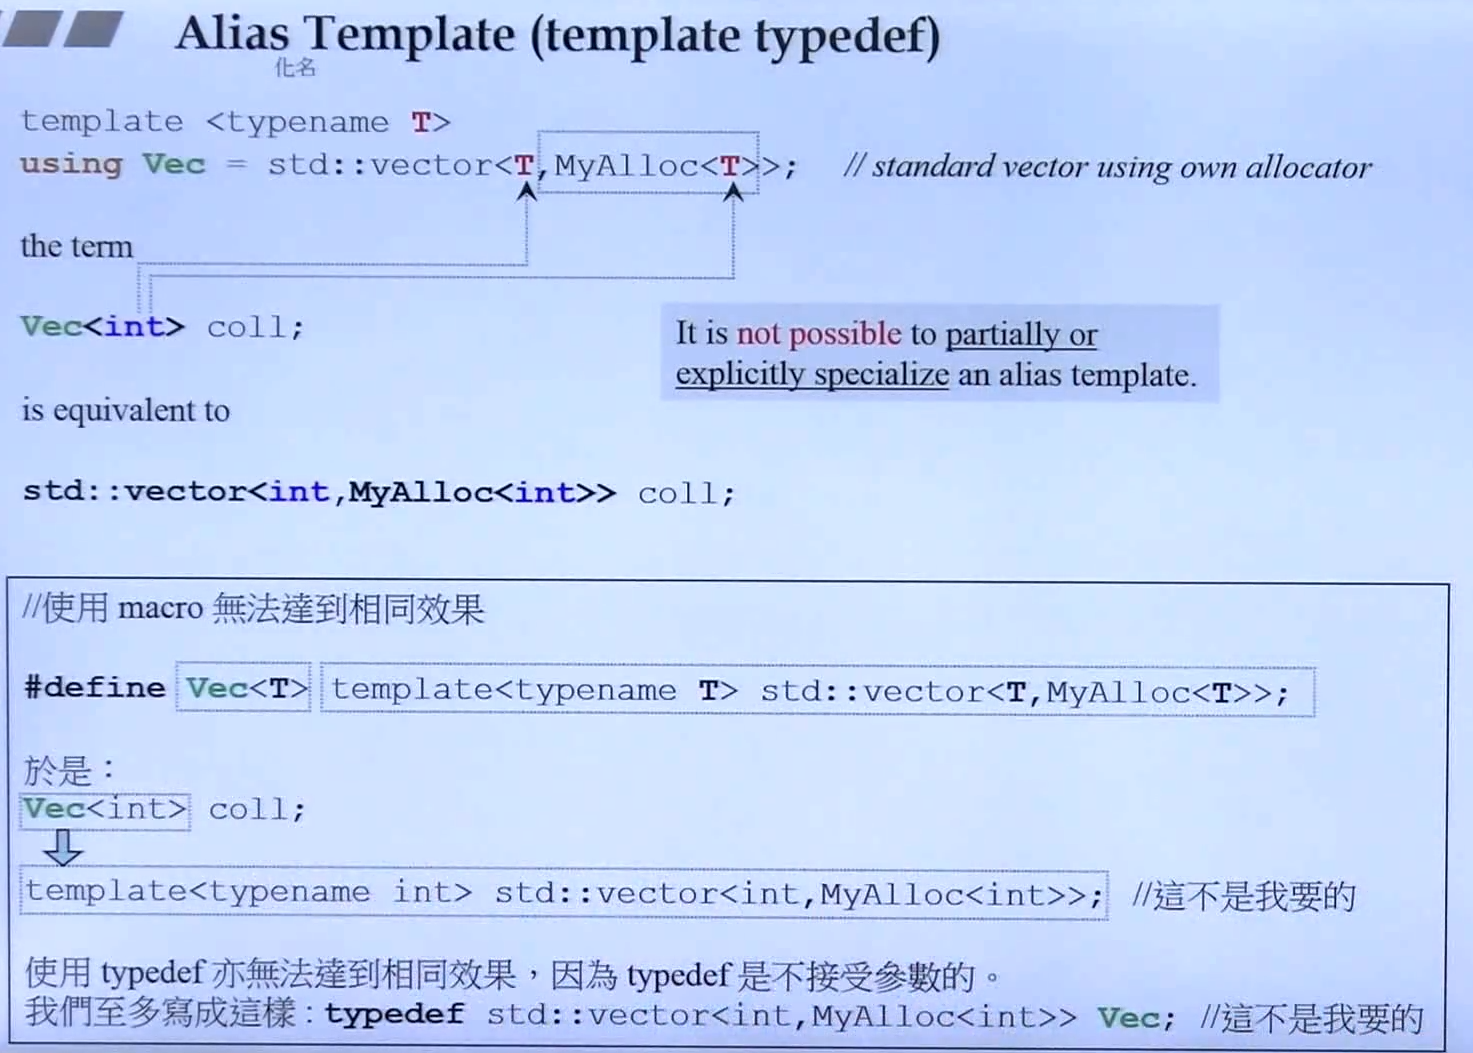 Alias Template (template typedef)
化名
template <typename T>
using Vec = std::vector<T,MyAlloc<T>>; // standard vector using own allocator
the term
Vec<int> coll;
It is not possible to partially or
explicitly specialize an alias template.
is equivalent to
std::vector<int,MyAlloc<int>> coll;
//使用 macro 無法達到相同效果
#define Vec<T> template<typename T> std::vector<T,MyAlloc<T>>;
於是：
Vec<int> coll;
template<typename int> std::vector<int,MyAlloc<int>>; //這不是我要的
使用 typedef 亦無法達到相同效果，因為 typedef 是不接受參數的。
我們至多寫成這樣：typedef std::vector<int,MyAlloc<int>> Vec; //這不是我要的